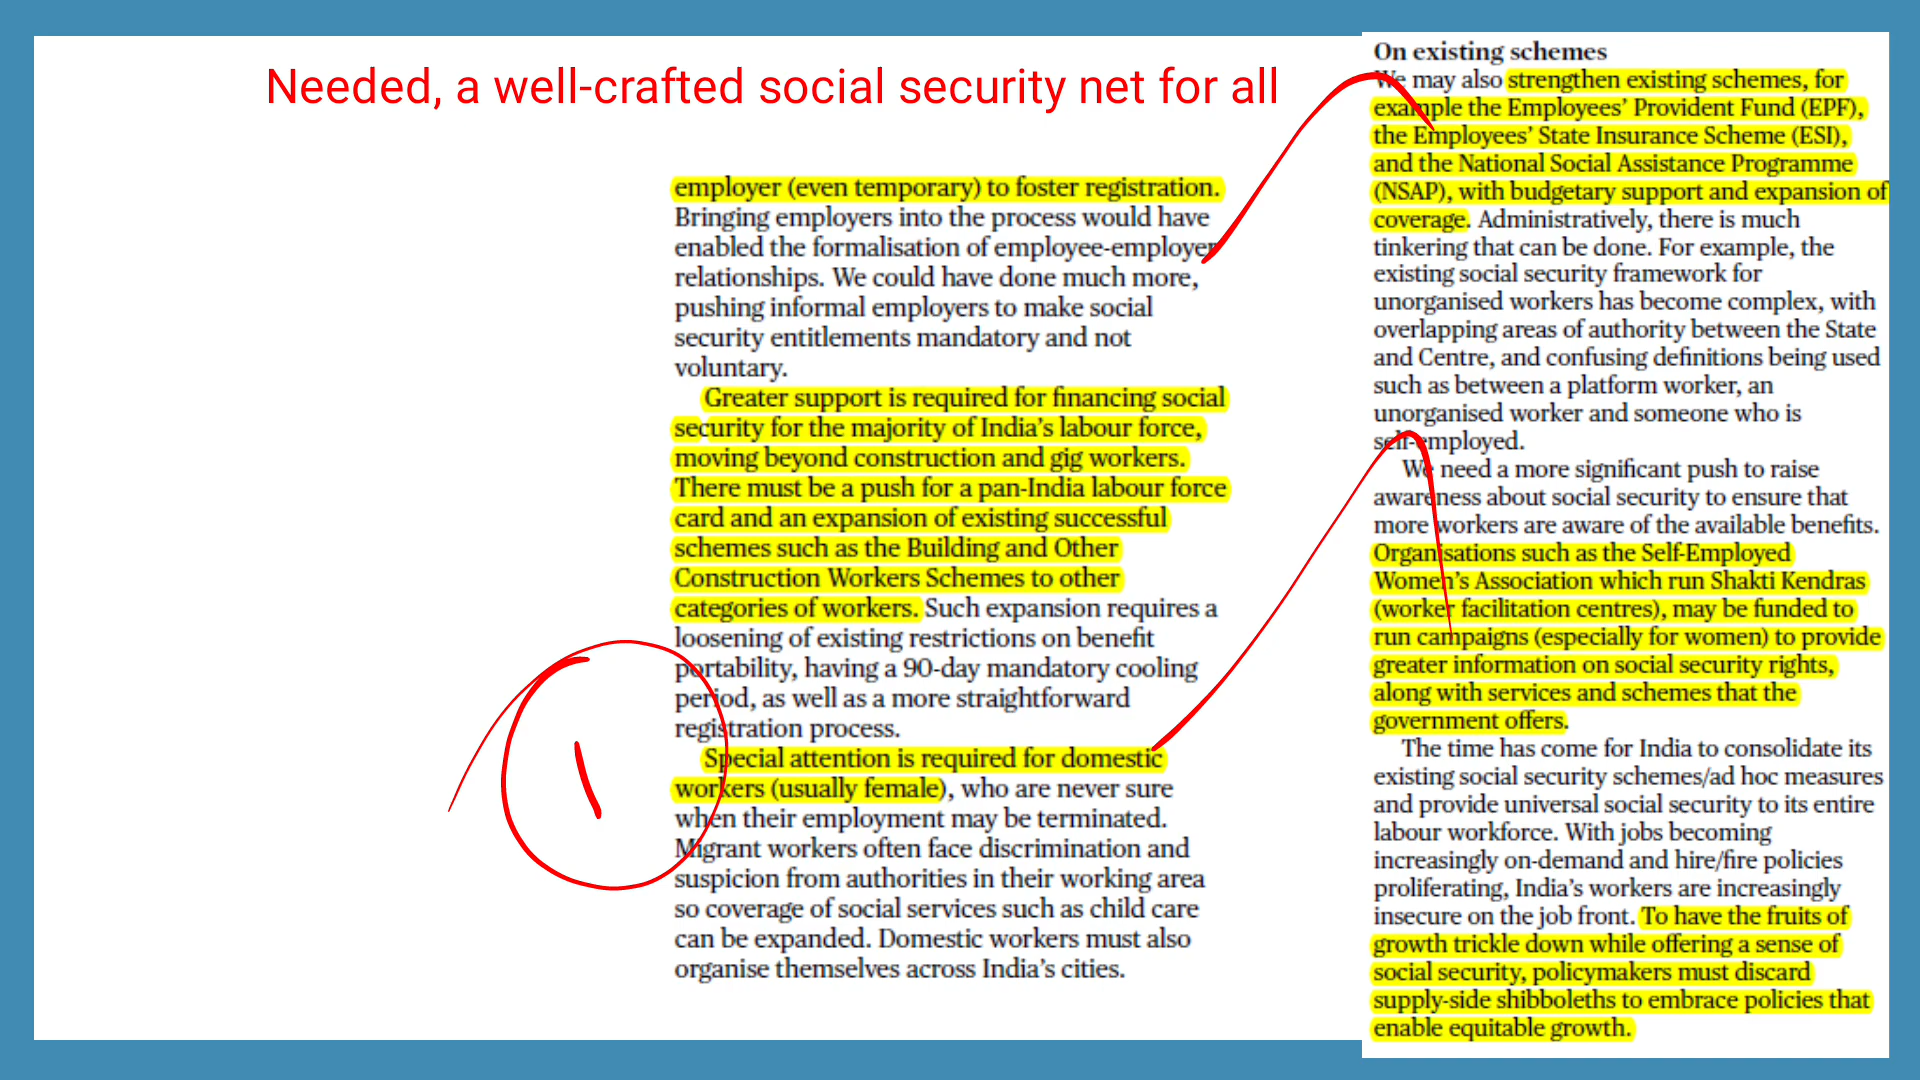 Needed, a well-crafted social security net for all
employer (even temporary) to foster registration.
Bringing employers into the process would have
enabled the formalisation of employee-employer
relationships. We could have done much more,
pushing informal employers to make social
security entitlements mandatory and not
voluntary.
Greater support is required for financing social
security for the majority of India’s labour force,
moving beyond construction and gig workers.
There must be a push for a pan-India labour force
card and an expansion of existing successful
schemes such as the Building and Other
Construction Workers Schemes to other
categories of workers. Such expansion requires a
loosening of existing restrictions on benefit
portability, having a 90-day mandatory cooling
period, as well as a more straightforward
registration process.
Special attention is required for domestic
workers (usually female), who are never sure
when their employment may be terminated.
Migrant workers often face discrimination and
suspicion from authorities in their working area
so coverage of social services such as child care
can be expanded. Domestic workers must also
organise themselves across India’s cities.
1
On existing schemes
We may also strengthen existing schemes, for
example the Employees’ Provident Fund (EPF),
the Employees’ State Insurance Scheme (ESI),
and the National Social Assistance Programme
(NSAP), with budgetary support and expansion of
coverage. Administratively, there is much
tinkering that can be done. For example, the
existing social security framework for
unorganised workers has become complex, with
overlapping areas of authority between the State
and Centre, and confusing definitions being used
such as between a platform worker, an
unorganised worker and someone who is
self-employed.
We need a more significant push to raise
awareness about social security to ensure that
more workers are aware of the available benefits.
Organisations such as the Self-Employed
Women’s Association which run Shakti Kendras
(worker facilitation centres), may be funded to
run campaigns (especially for women) to provide
greater information on social security rights,
along with services and schemes that the
government offers.
The time has come for India to consolidate its
existing social security schemes/ad hoc measures
and provide universal social security to its entire
labour workforce. With jobs becoming
increasingly on-demand and hire/fire policies
proliferating, India’s workers are increasingly
insecure on the job front. To have the fruits of
growth trickle down while offering a sense of
social security, policymakers must discard
supply-side shibboleths to embrace policies that
enable equitable growth.